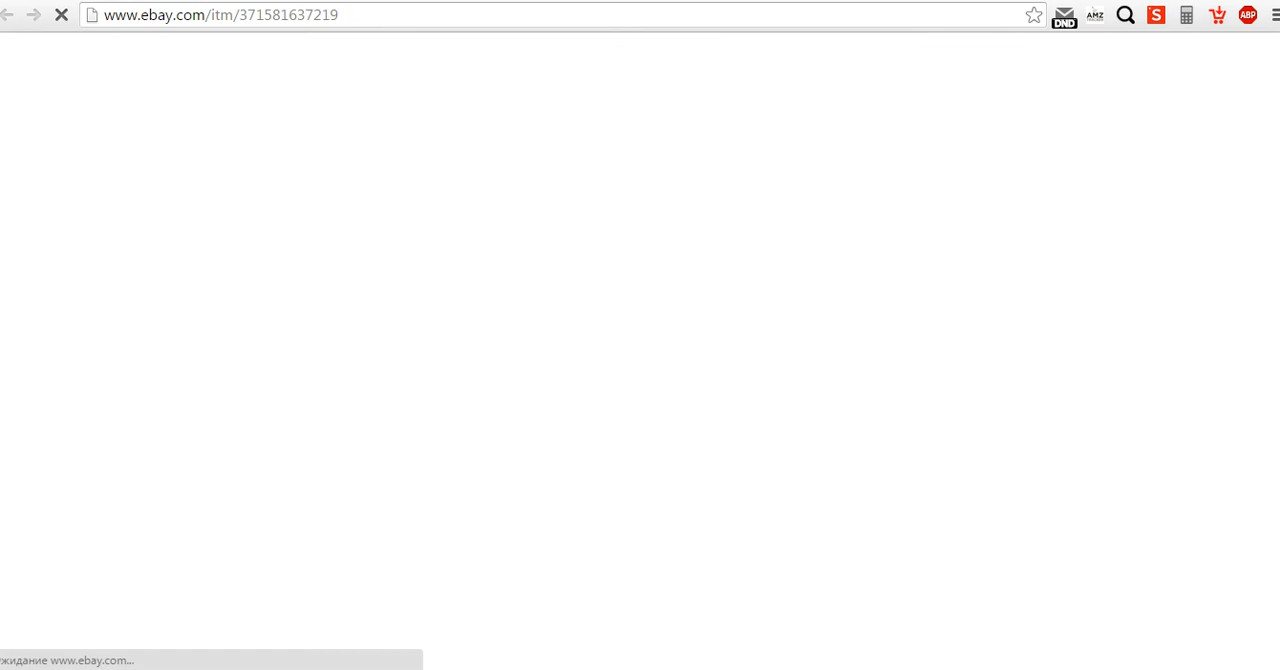 www.ebay.com/itm/371581637219
DND
AMZ
S
ABP
жидание www.ebay.com...